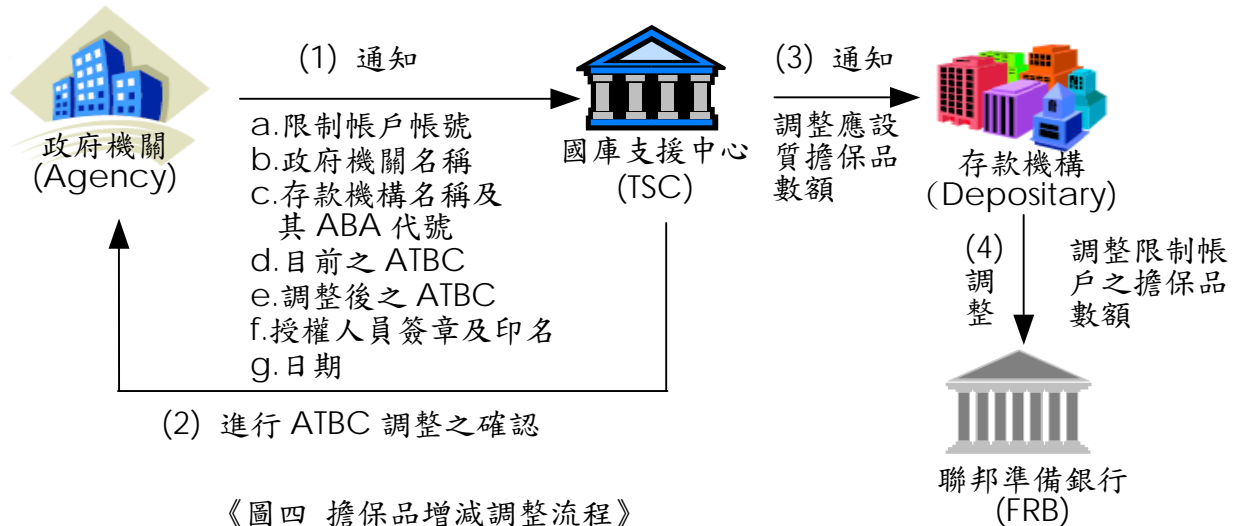 (1) 通知
a.限制帳戶帳號
b.政府機關名稱
c.存款機構名稱及
其 ABA 代號
d.目前之 ATBC
e.調整後之 ATBC
f.授權人員簽章及印名
g.日期
政府機關
(Agency)
國庫支援中心
(TSC)
(3) 通知
調整應設
質擔保品
數額
存款機構
(Depositary)
(4)
調
整
調整限制帳
戶之擔保品
數額
(2) 進行 ATBC 調整之確認
聯邦準備銀行
(FRB)
《圖四 擔保品增減調整流程》